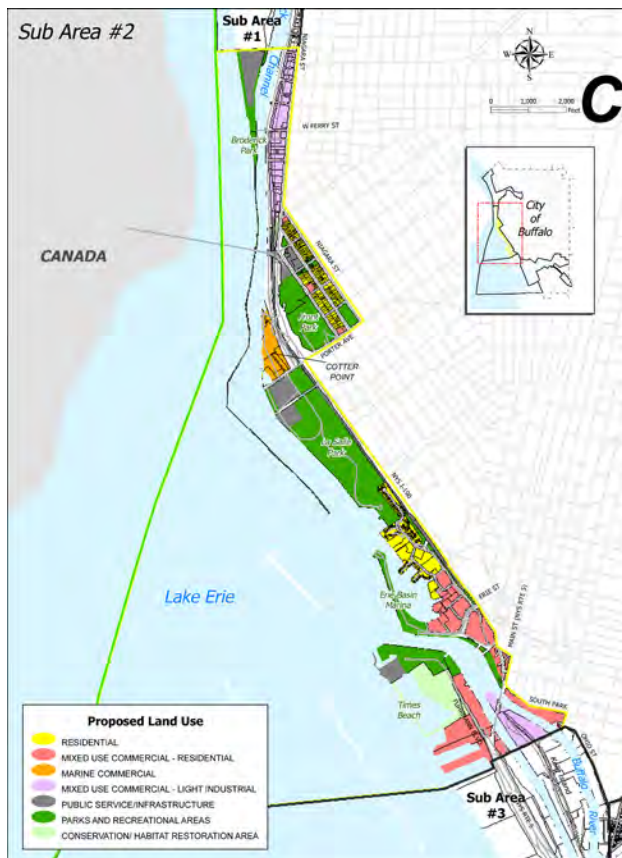 Sub Area #2
Sub Area
#1
Channel
NIAGARA ST
N
W
E
S
0
1,000
2,000
Feet
C
W FERRY ST
Broderick
Park
City
of
Buffalo
CANADA
NIAGARA ST
Front
Park
PORTER AVE
COTTER
POINT
La Salle
Park
NYS I-190
Lake Erie
Erie Basin
Marina
ERIE ST
MAIN ST (NYS RTE 5)
Times
Beach
SOUTH PARK
OHIO ST
Buffalo
River
Sub Area
#3
Proposed Land Use
RESIDENTIAL
MIXED USE COMMERCIAL - RESIDENTIAL
MARINE COMMERCIAL
MIXED USE COMMERCIAL - LIGHT INDUSTRIAL
PUBLIC SERVICE/INFRASTRUCTURE
PARKS AND RECREATIONAL AREAS
CONSERVATION/ HABITAT RESTORATION AREA